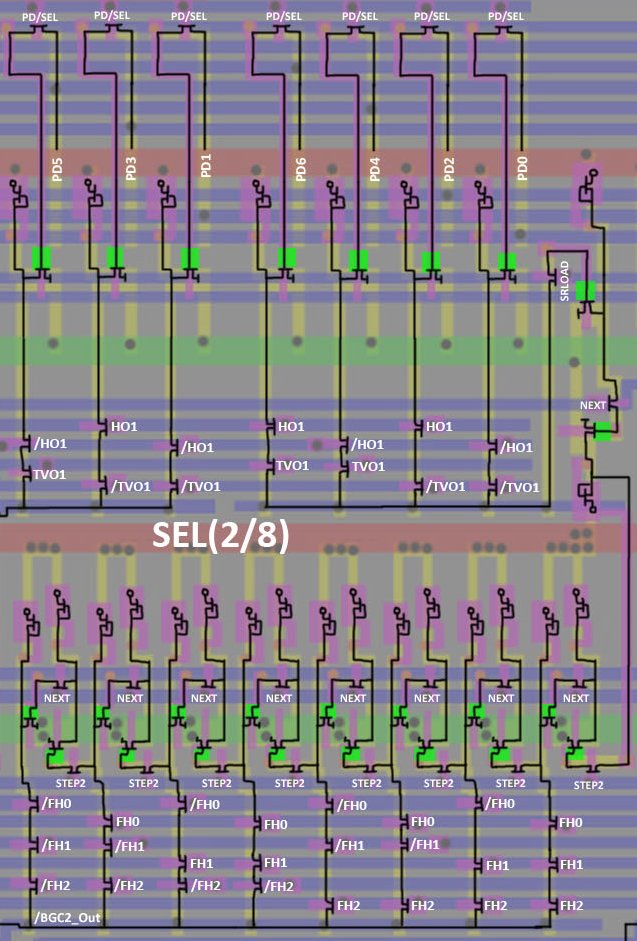 PD/SEL PD/SEL PD/SEL PD/SEL PD/SEL PD/SEL PD/SEL
PD5 PD3 PD1 PD6 PD4 PD2 PD0
SRLOAD
NEXT
HO1 HO1 HO1
/HO1 /HO1 /HO1 /HO1
TVO1 TVO1 TVO1
/TVO1 /TVO1 /TVO1 /TVO1
SEL(2/8)
NEXT NEXT NEXT NEXT NEXT NEXT NEXT NEXT
STEP2 STEP2 STEP2 STEP2 STEP2 STEP2 STEP2 STEP2
/FH0 /FH0 /FH0 /FH0
FH0 FH0 FH0 FH0
/FH1 /FH1 /FH1 /FH1
FH1 FH1 FH1 FH1
/FH2 /FH2 /FH2 /FH2
FH2 FH2 FH2 FH2
/BGC2_Out